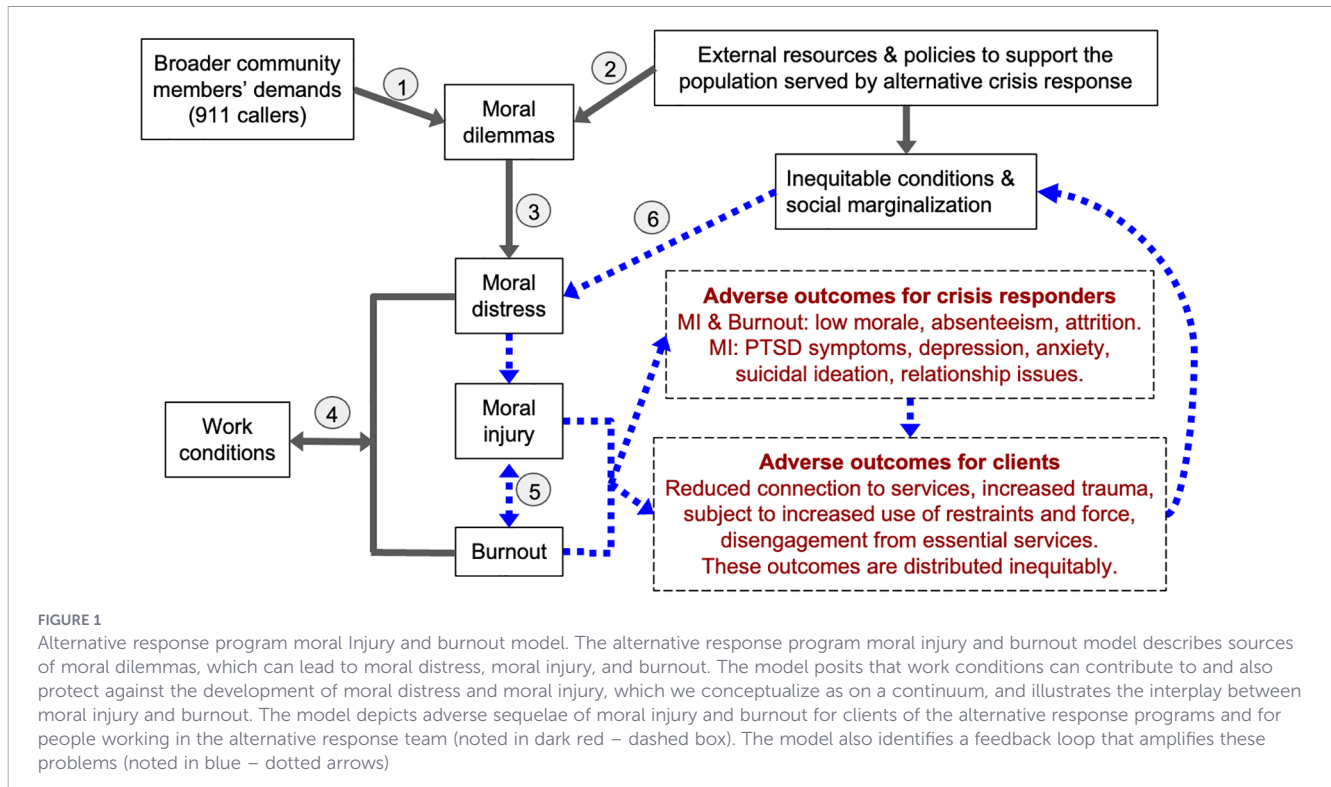 Broader community
members' demands
(911 callers)
1
2
External resources & policies to support the
population served by alternative crisis response
Moral
dilemmas
Inequitable conditions &
social marginalization
3
6
Moral
distress
Adverse outcomes for crisis responders
MI & Burnout: low morale, absenteeism, attrition.
MI: PTSD symptoms, depression, anxiety,
suicidal ideation, relationship issues.
Work
conditions
4
Moral
injury
5
Burnout
Adverse outcomes for clients
Reduced connection to services, increased trauma,
subject to increased use of restraints and force,
disengagement from essential services.
These outcomes are distributed inequitably.
FIGURE 1
Alternative response program moral Injury and burnout model. The alternative response program moral injury and burnout model describes sources
of moral dilemmas, which can lead to moral distress, moral injury, and burnout. The model posits that work conditions can contribute to and also
protect against the development of moral distress and moral injury, which we conceptualize as on a continuum, and illustrates the interplay between
moral injury and burnout. The model depicts adverse sequelae of moral injury and burnout for clients of the alternative response programs and for
people working in the alternative response team (noted in dark red – dashed box). The model also identifies a feedback loop that amplifies these
problems (noted in blue – dotted arrows)